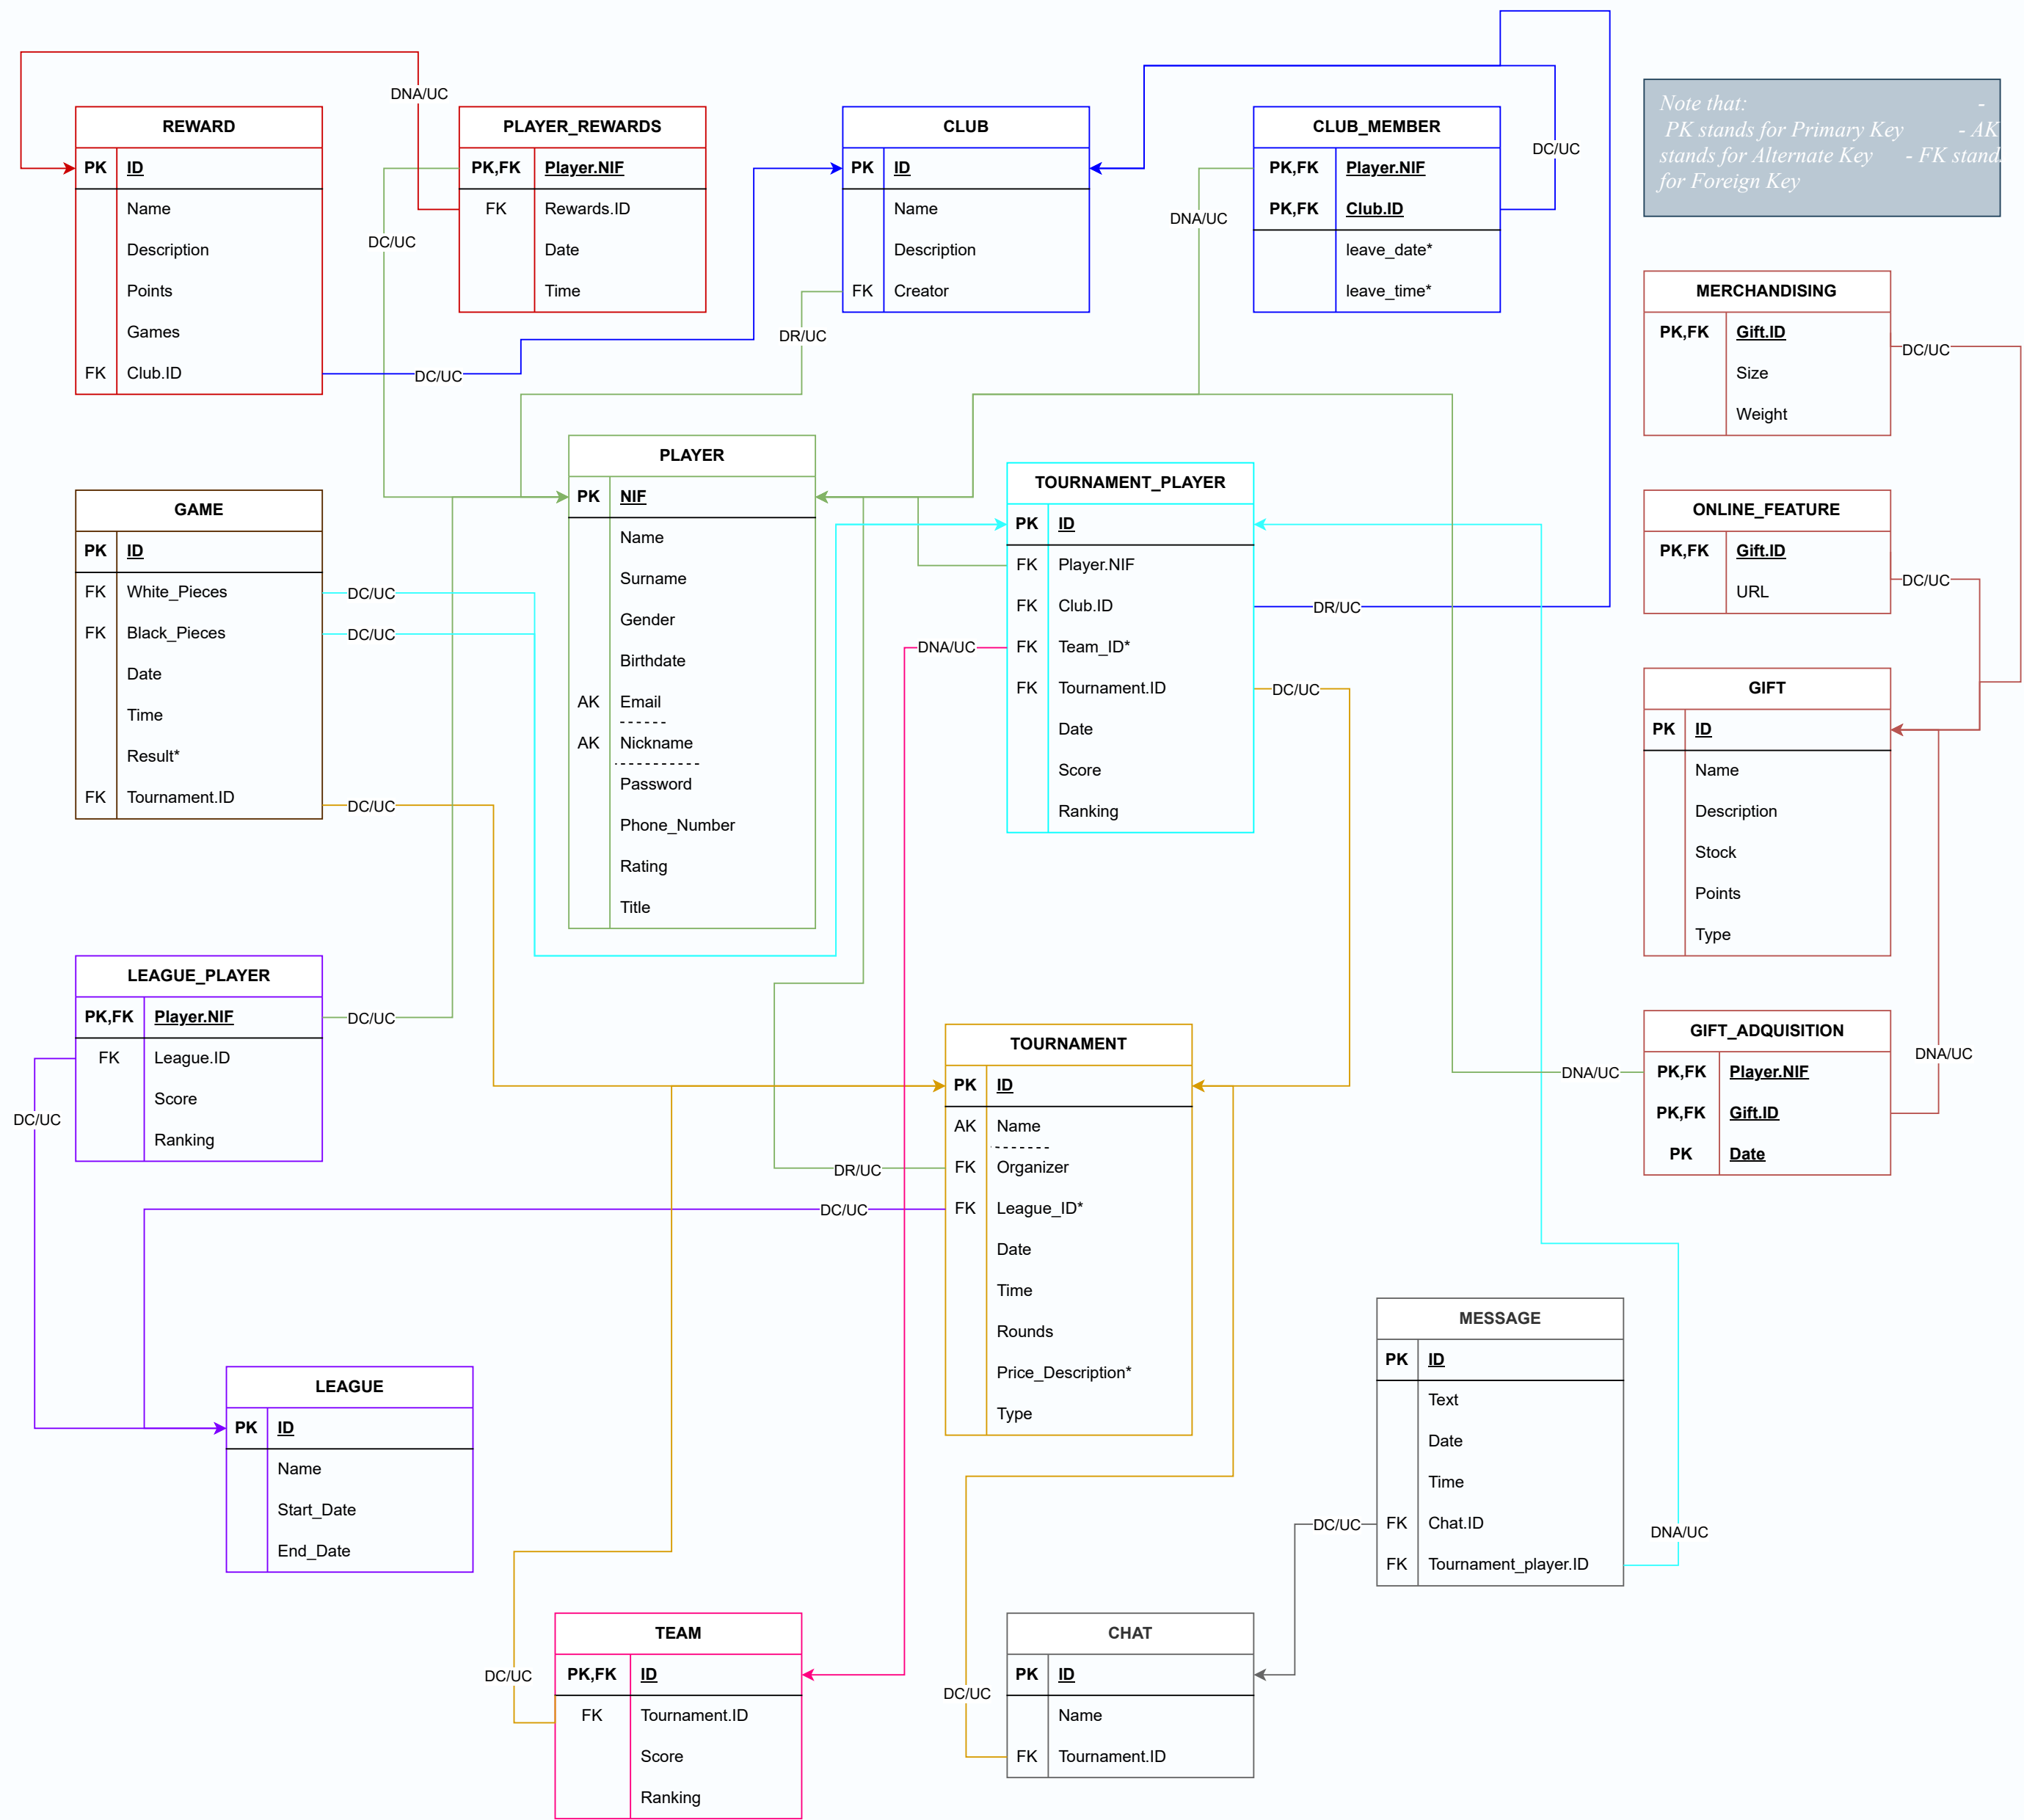 DNA/UC
REWARD
PK ID
Name
Description
Points
Games
FK Club.ID
PLAYER_REWARDS
PK,FK Player.NIF
FK Rewards.ID
Date
Time
DC/UC
CLUB
PK ID
Name
Description
FK Creator
DR/UC
DC/UC
CLUB_MEMBER
PK,FK Player.NIF
PK,FK Club.ID
leave_date*
leave_time*
DC/UC
DNA/UC
Note that: -
PK stands for Primary Key - AK
stands for Alternate Key - FK stand
for Foreign Key
MERCHANDISING
PK,FK Gift.ID
Size
Weight
DC/UC
GAME
PK ID
FK White_Pieces
FK Black_Pieces
Date
Time
Result*
FK Tournament.ID
DC/UC
DC/UC
DC/UC
PLAYER
PK NIF
Name
Surname
Gender
Birthdate
AK Email
AK Nickname
Password
Phone_Number
Rating
Title
TOURNAMENT_PLAYER
PK ID
FK Player.NIF
FK Club.ID
FK Team_ID*
FK Tournament.ID
Date
Score
Ranking
DR/UC
DNA/UC
DC/UC
ONLINE_FEATURE
PK,FK Gift.ID
URL
DC/UC
GIFT
PK ID
Name
Description
Stock
Points
Type
LEAGUE_PLAYER
PK,FK Player.NIF
FK League.ID
Score
Ranking
DC/UC
DC/UC
TOURNAMENT
PK ID
AK Name
FK Organizer
FK League_ID*
Date
Time
Rounds
Price_Description*
Type
DR/UC
DC/UC
GIFT_ADQUISITION
PK,FK Player.NIF
PK,FK Gift.ID
PK Date
DNA/UC
DNA/UC
LEAGUE
PK ID
Name
Start_Date
End_Date
MESSAGE
PK ID
Text
Date
Time
FK Chat.ID
FK Tournament_player.ID
DC/UC
DNA/UC
TEAM
PK,FK ID
FK Tournament.ID
Score
Ranking
DC/UC
CHAT
PK ID
Name
FK Tournament.ID
DC/UC